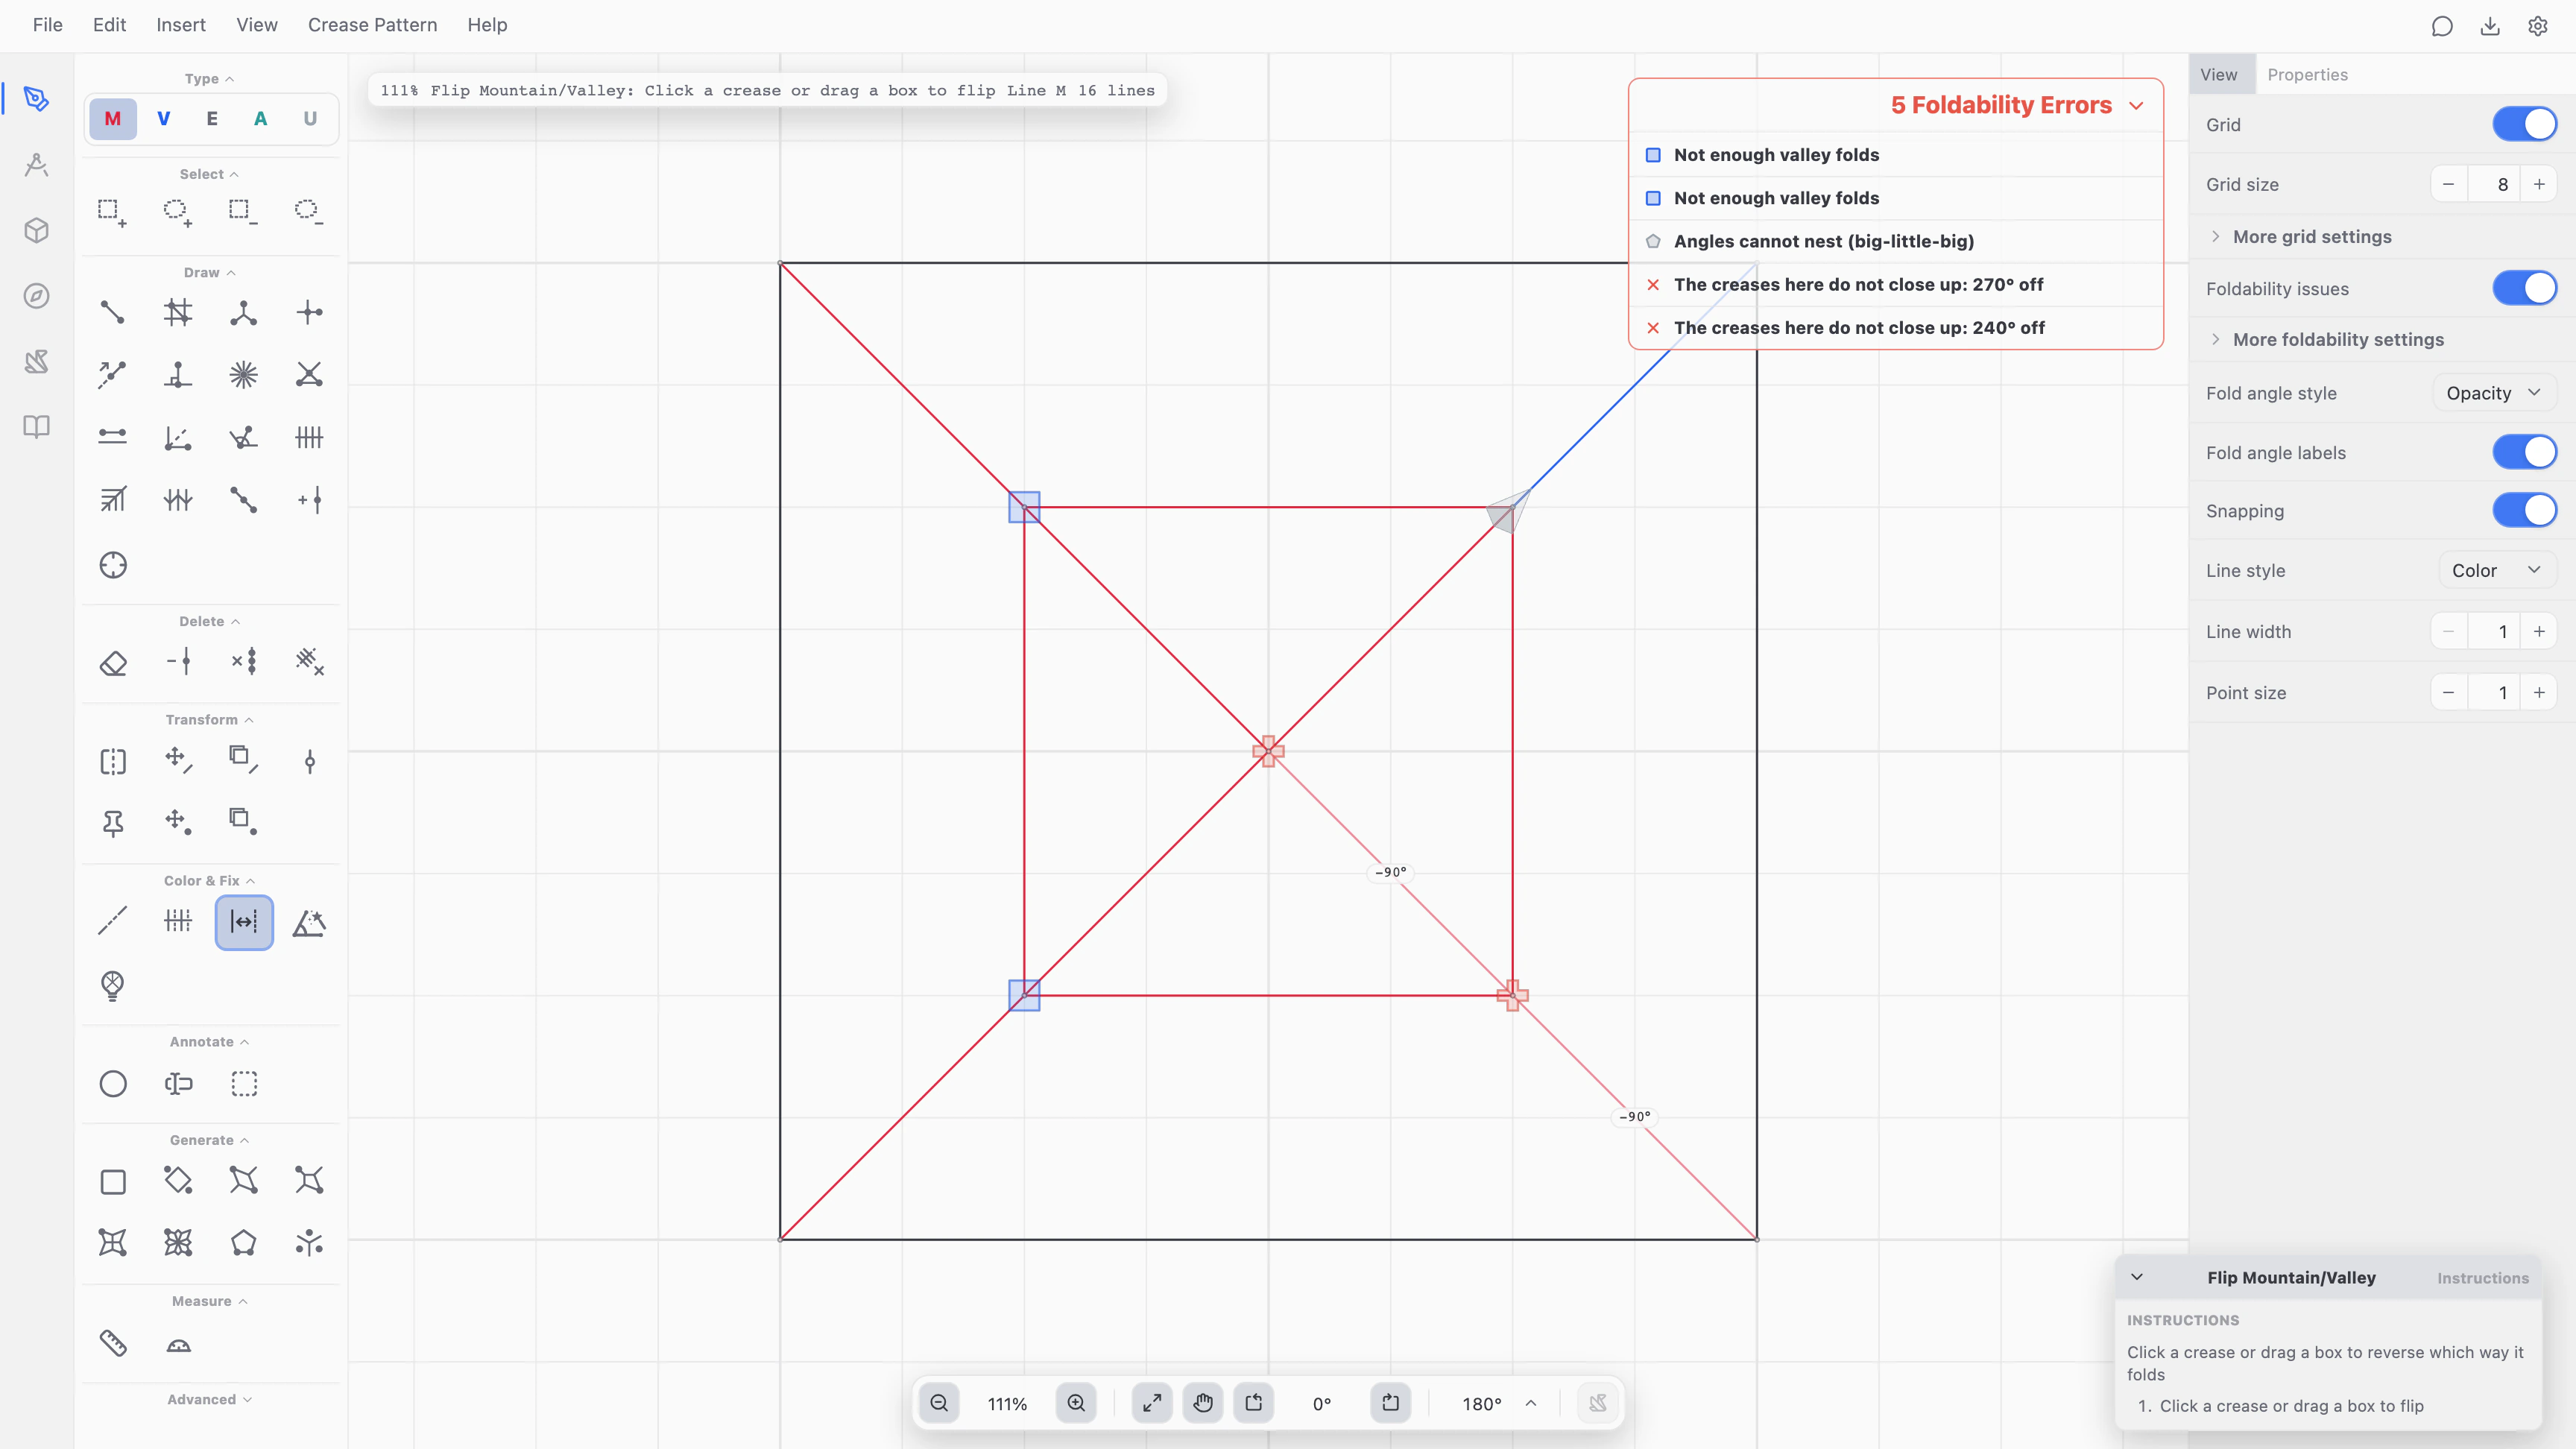 File Edit Insert View Crease Pattern Help
Type
M V E A U
Select
Draw
Delete
Transform
Color & Fix
Annotate
Generate
Measure
Advanced
111% Flip Mountain/Valley: Click a crease or drag a box to flip Line M 16 lines
5 Foldability Errors
Not enough valley folds
Not enough valley folds
Angles cannot nest (big-little-big)
The creases here do not close up: 270° off
The creases here do not close up: 240° off
−90°
−90°
111% 0° 180°
View Properties
Grid
Grid size 8
More grid settings
Foldability issues
More foldability settings
Fold angle style Opacity
Fold angle labels
Snapping
Line style Color
Line width 1
Point size 1
Flip Mountain/Valley Instructions
INSTRUCTIONS
Click a crease or drag a box to reverse which way it
folds
1. Click a crease or drag a box to flip